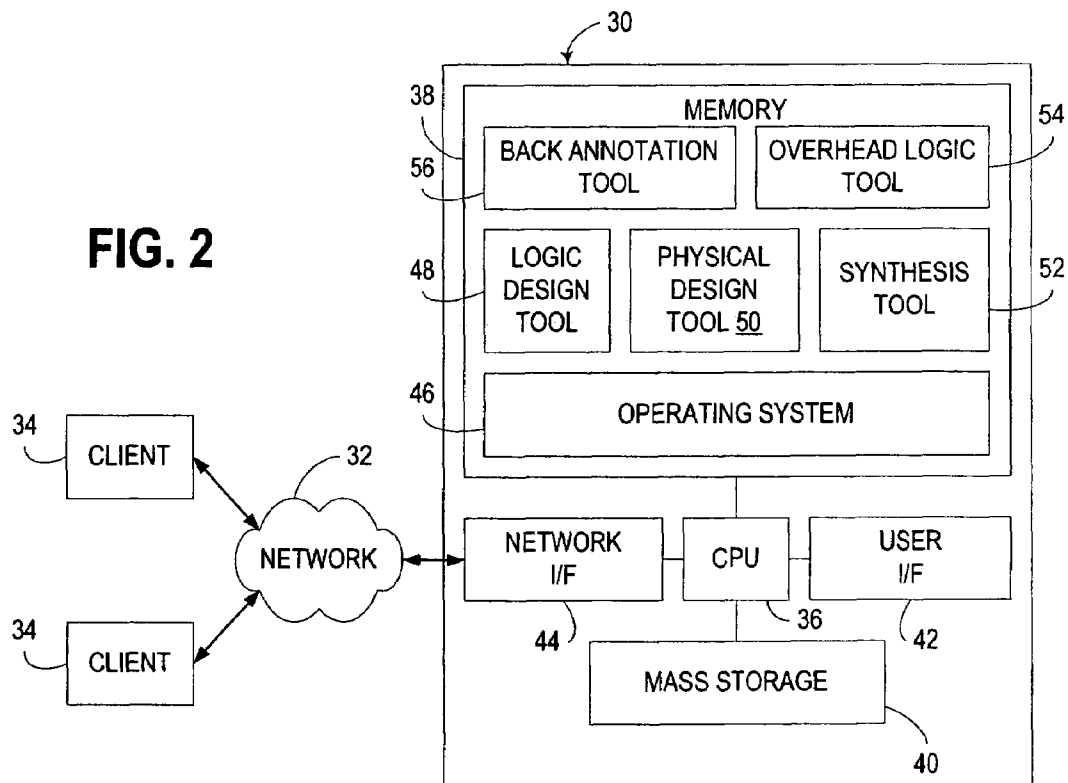 30
38
MEMORY
54
BACK ANNOTATION
TOOL
OVERHEAD LOGIC
TOOL
56
FIG. 2
48
LOGIC
DESIGN
TOOL
PHYSICAL
DESIGN
TOOL 50
SYNTHESIS
TOOL
52
46
OPERATING SYSTEM
34
CLIENT
32
NETWORK
NETWORK
I/F
CPU
USER
I/F
34
CLIENT
44
36
42
MASS STORAGE
40